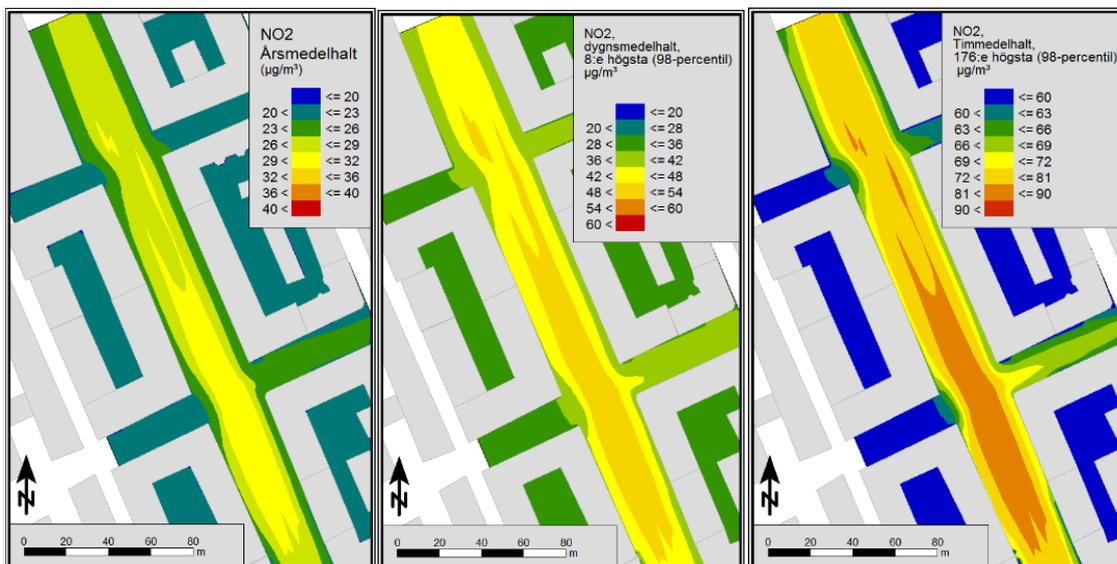 NO2
Årsmedelhalt
(µg/m³)
<= 20
20 < <= 23
23 < <= 26
26 < <= 29
29 < <= 32
32 < <= 36
36 < <= 40
40 <
N
0 20 40 60 80
m
NO2,
dygnsmedelhalt,
8:e högsta (98-percentil)
µg/m³
<= 20
20 < <= 28
28 < <= 36
36 < <= 42
42 < <= 48
48 < <= 54
54 < <= 60
60 <
N
0 20 40 60 80
m
NO2,
Timmedelhalt,
176:e högsta (98-percentil)
µg/m³
<= 60
60 < <= 63
63 < <= 66
66 < <= 69
69 < <= 72
72 < <= 81
81 < <= 90
90 <
N
0 20 40 60 80
m